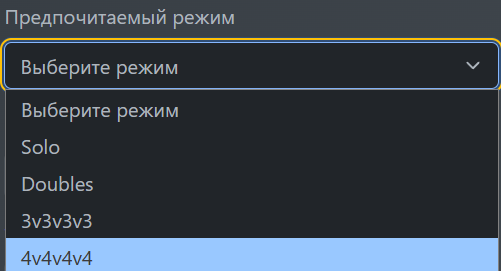 Предпочитаемый режим
Выберите режим
Выберите режим
Solo
Doubles
3v3v3v3
4v4v4v4